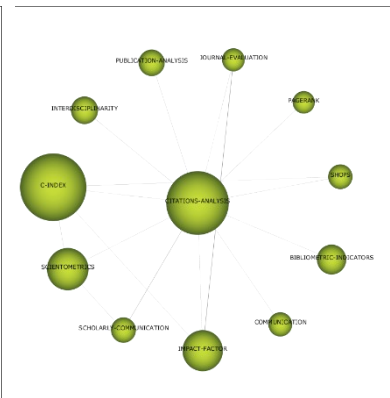 JOURNAL-EVALUATION
PUBLICATION-ANALYSIS
PAGERANK
INTERDISCIPLINARITY
SHOPS
C-INDEX
CITATIONS-ANALYSIS
BIBLIOMETRIC-INDICATORS
SCIENTOMETRICS
COMMUNICATION
SCHOLARLY-COMMUNICATION
IMPACT-FACTOR